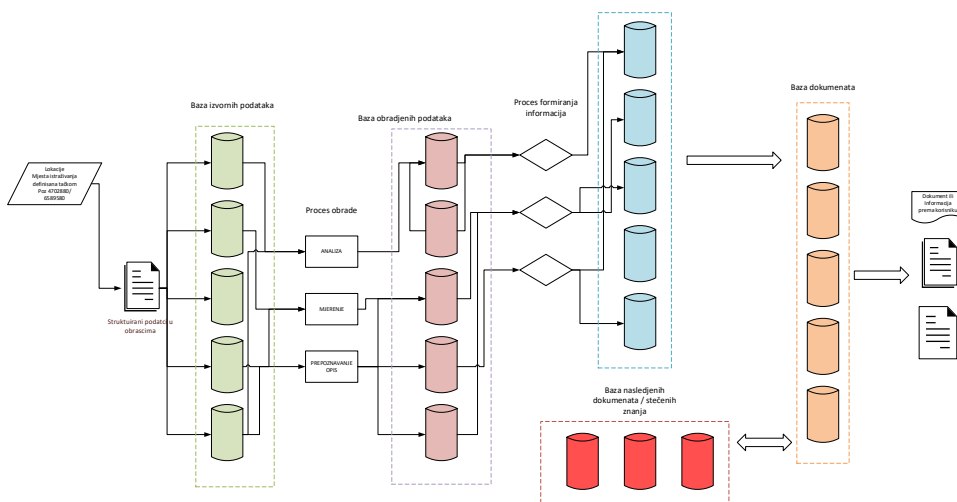 Lokacije
Mjesta istraživanja
definisana tačkom
Poz 4702880/
6589580
Struktuirani podatci u
obrascima
Baza izvornih podataka
Proces obrade
ANALIZA
MJERENJE
PREPOZNAVANJE
OPIS
Baza obradjenih podataka
Proces formiranja
informacija
Baza nasledjenih
dokumenata / stečenih
znanja
Baza dokumenata
Dokument ili
Informacija
prema korisniku